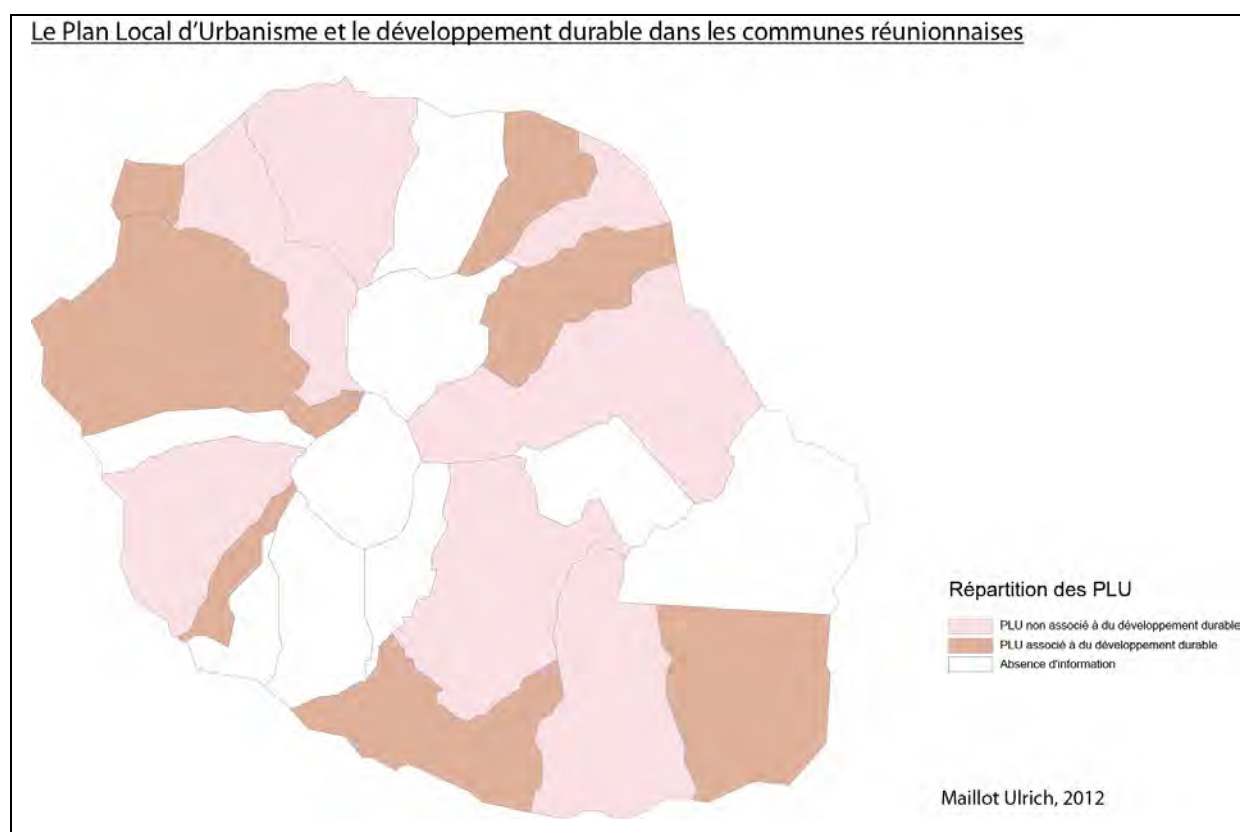 Le Plan Local d'Urbanisme et le développement durable dans les communes réunionnaises
Répartition des PLU
PLU non associé à du développement durable
PLU associé à du développement durable
Absence d'information
Maillot Ulrich, 2012